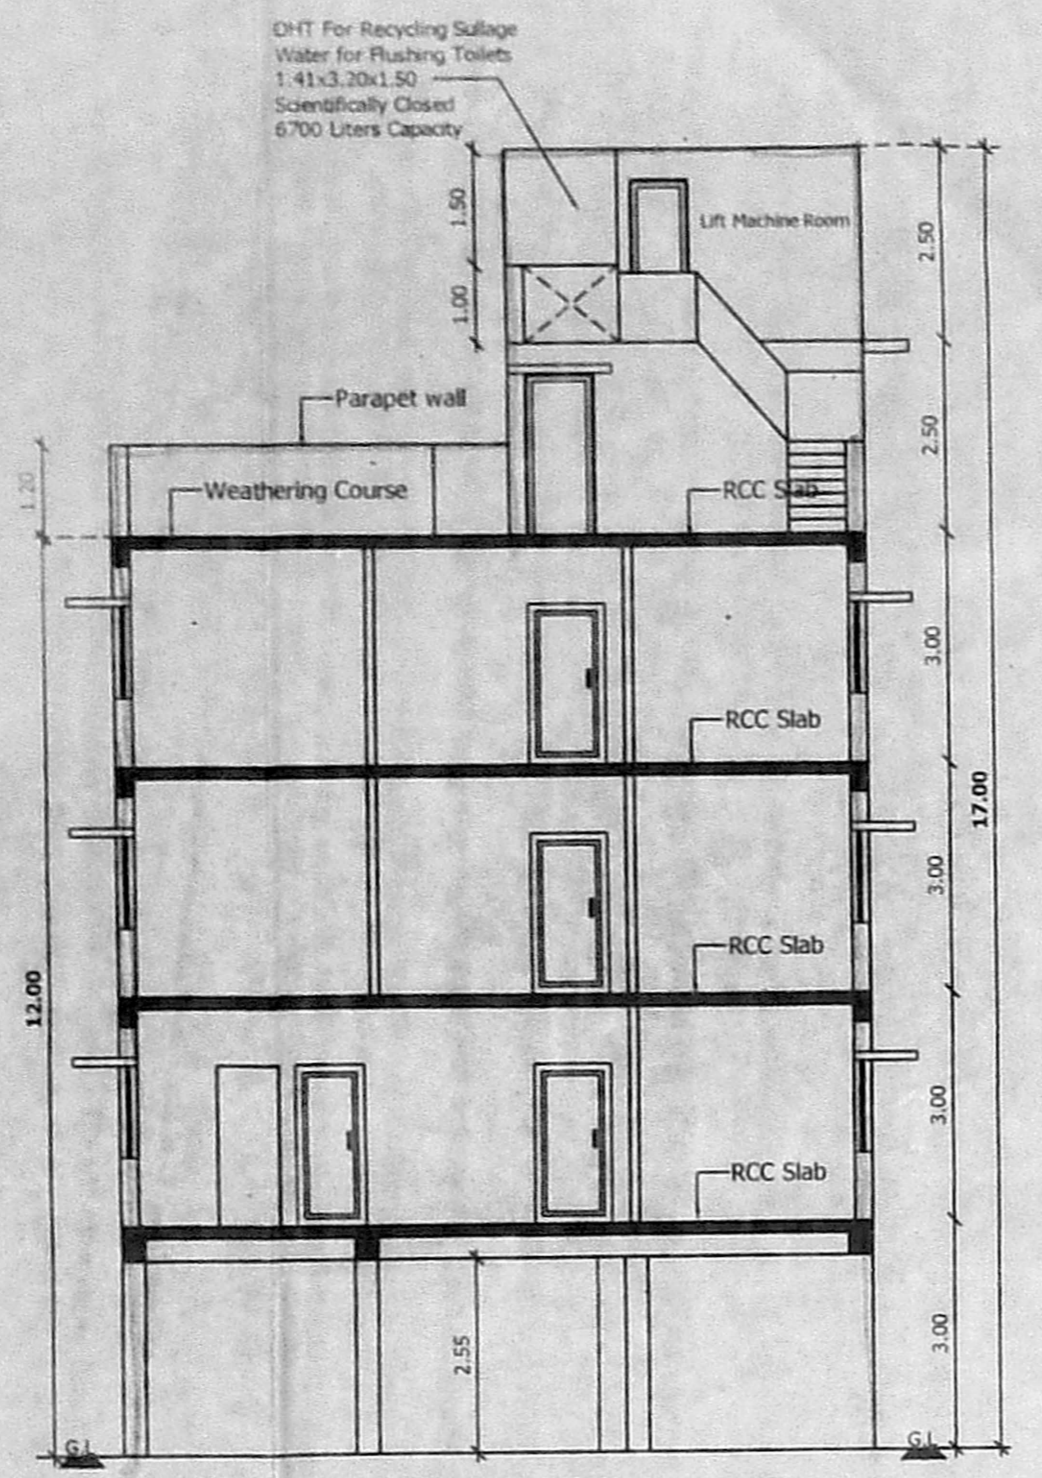 OHT For Recycling Sullage
Water for Flushing Toilets
1.41x3.20x1.50
Scientifically Closed
6700 Liters Capacity
1.50
Lift Machine Room
2.50
1.00
Parapet wall
2.50
1.20
Weathering Course
RCC Slab
3.00
RCC Slab
17.00
3.00
RCC Slab
12.00
3.00
RCC Slab
2.55
3.00
G.L
G.L